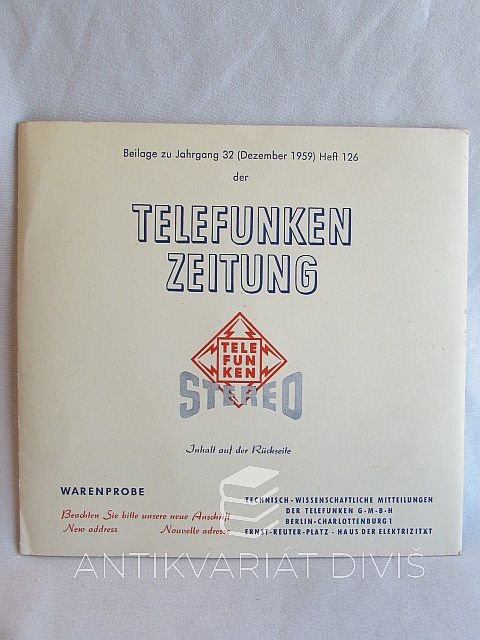 Beilage zu Jahrgang 32 (Dezember 1959) Heft 126
der
TELEFUNKEN
ZEITUNG
TELE
FUN
KEN
STEREO
Inhalt auf der Rückseite
WARENPROBE
Beachten Sie bitte unsere neue Anschrift
New address Nouvelle adresse
TECHNISCH-WISSENSCHAFTLICHE MITTEILUNGEN
DER TELEFUNKEN G·M·B·H
BERLIN-CHARLOTTENBURG 1
ERNST-REUTER-PLATZ · HAUS DER ELEKTRIZITÄT
ANTIKVARIÁT DIVIŠ